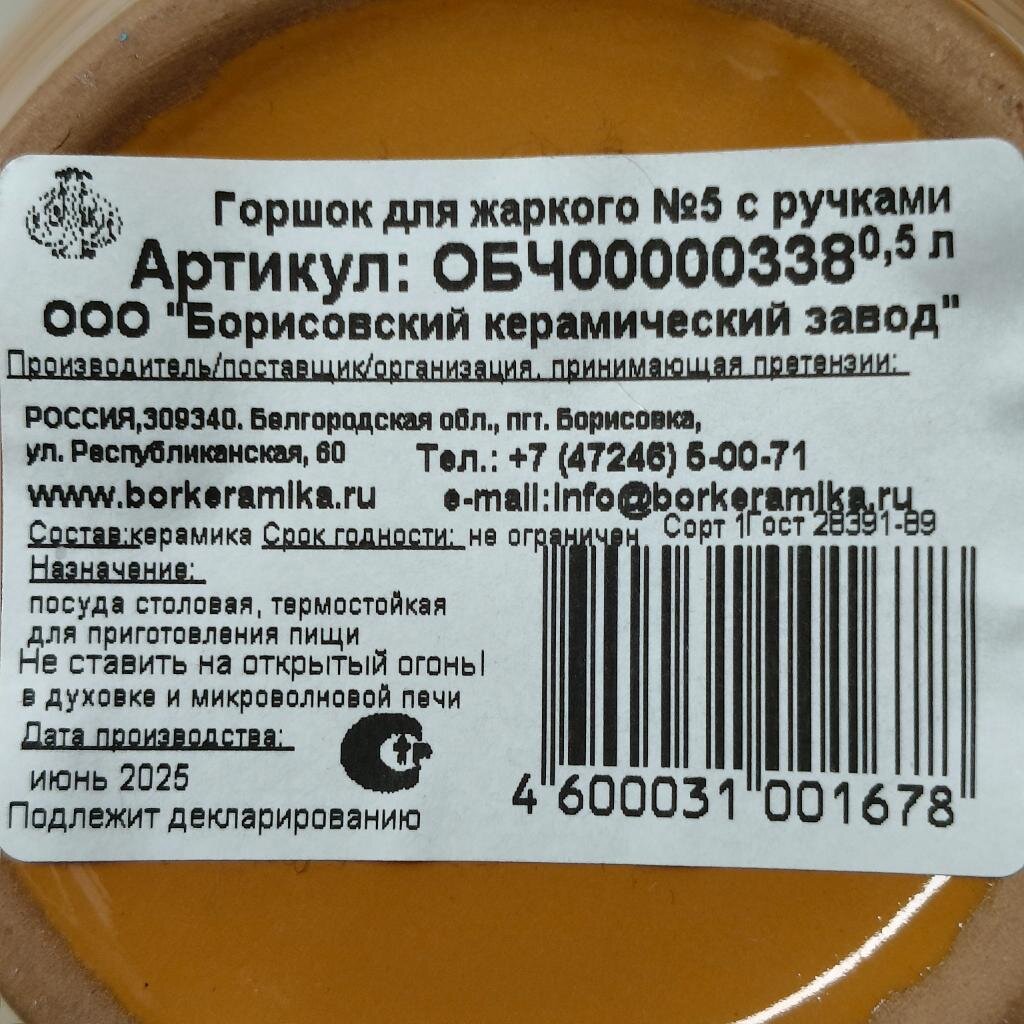 Горшок для жаркого №5 с ручками
Артикул: ОБЧ00000338 0,5 л
ООО "Борисовский керамический завод"
Производитель/поставщик/организация, принимающая претензии:
РОССИЯ,309340. Белгородская обл., пгт. Борисовка,
ул. Республиканская, 60 Тел.: +7 (47246) 5-00-71
www.borkeramika.ru e-mail:info@borkeramika.ru
Состав:керамика Срок годности: не ограничен Сорт 1 Гост 28391-89
Назначение:
посуда столовая, термостойкая
для приготовления пищи
Не ставить на открытый огонь!
в духовке и микроволновой печи
Дата производства:
июнь 2025
Подлежит декларированию
4 600031 001678